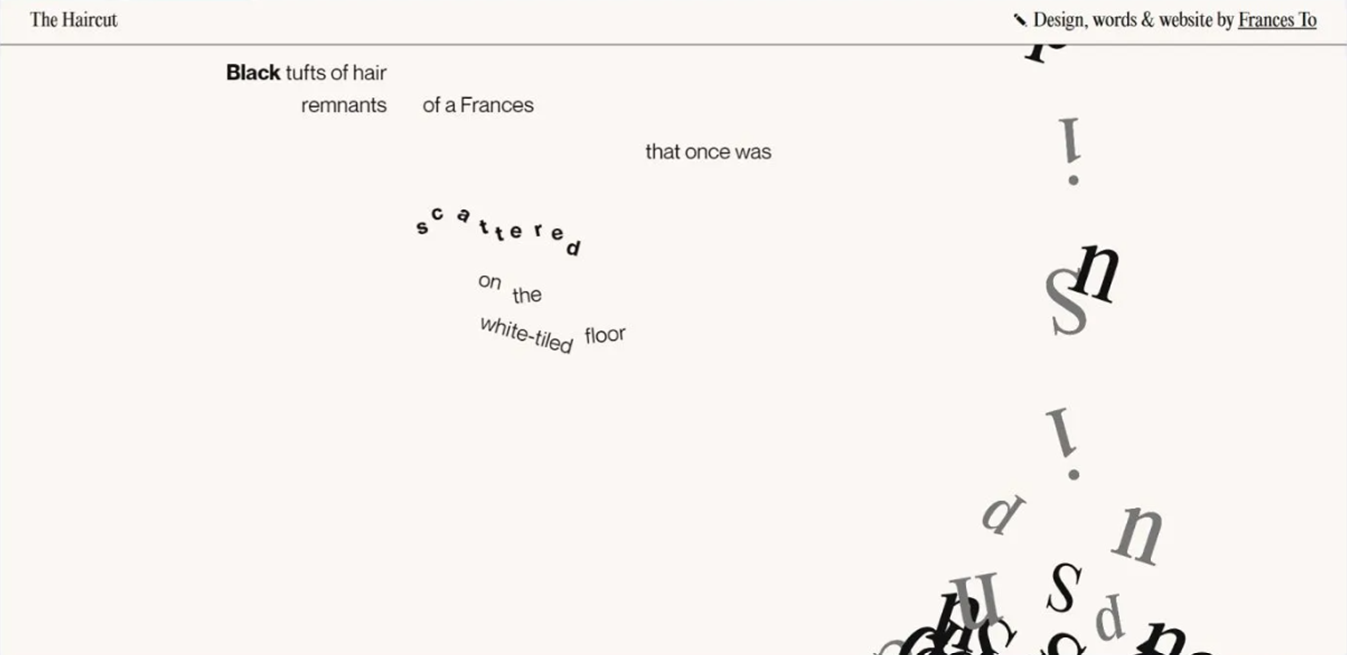 The Haircut
Design, words & website by Frances To
Black tufts of hair
remnants of a Frances
that once was
scattered
on the
white-tiled floor
i
n
S
i
d
n
n
s
d